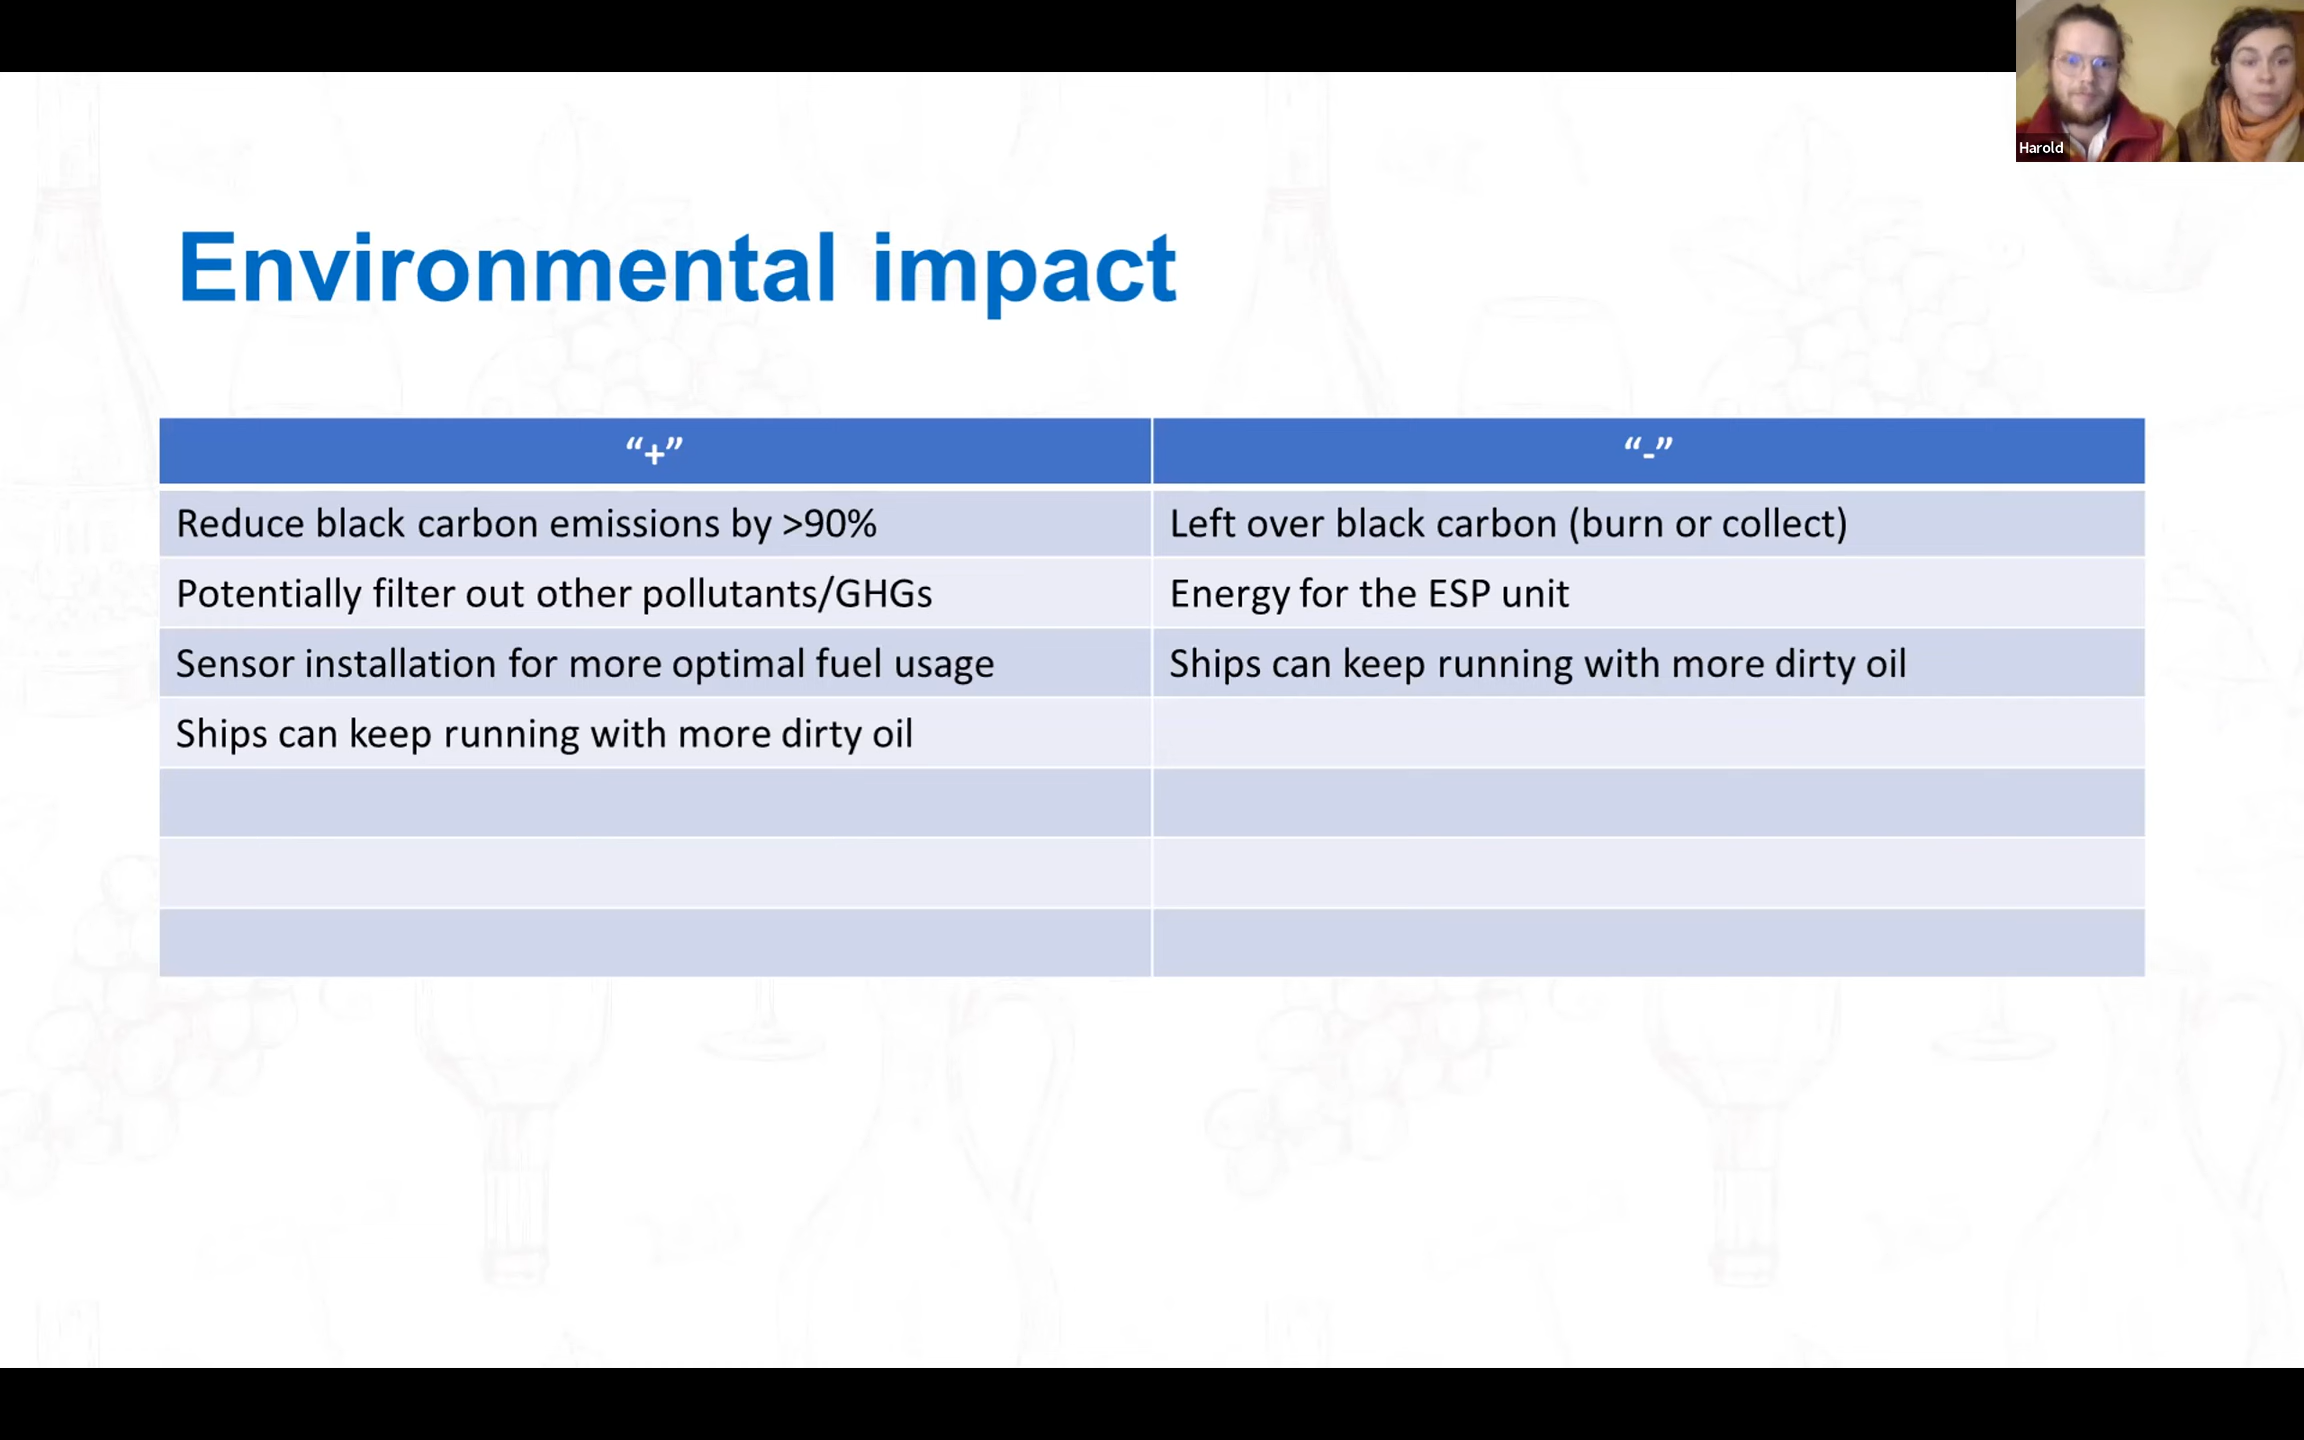 Harold
Environmental impact
“+”
“-”
Reduce black carbon emissions by >90%
Left over black carbon (burn or collect)
Potentially filter out other pollutants/GHGs
Energy for the ESP unit
Sensor installation for more optimal fuel usage
Ships can keep running with more dirty oil
Ships can keep running with more dirty oil